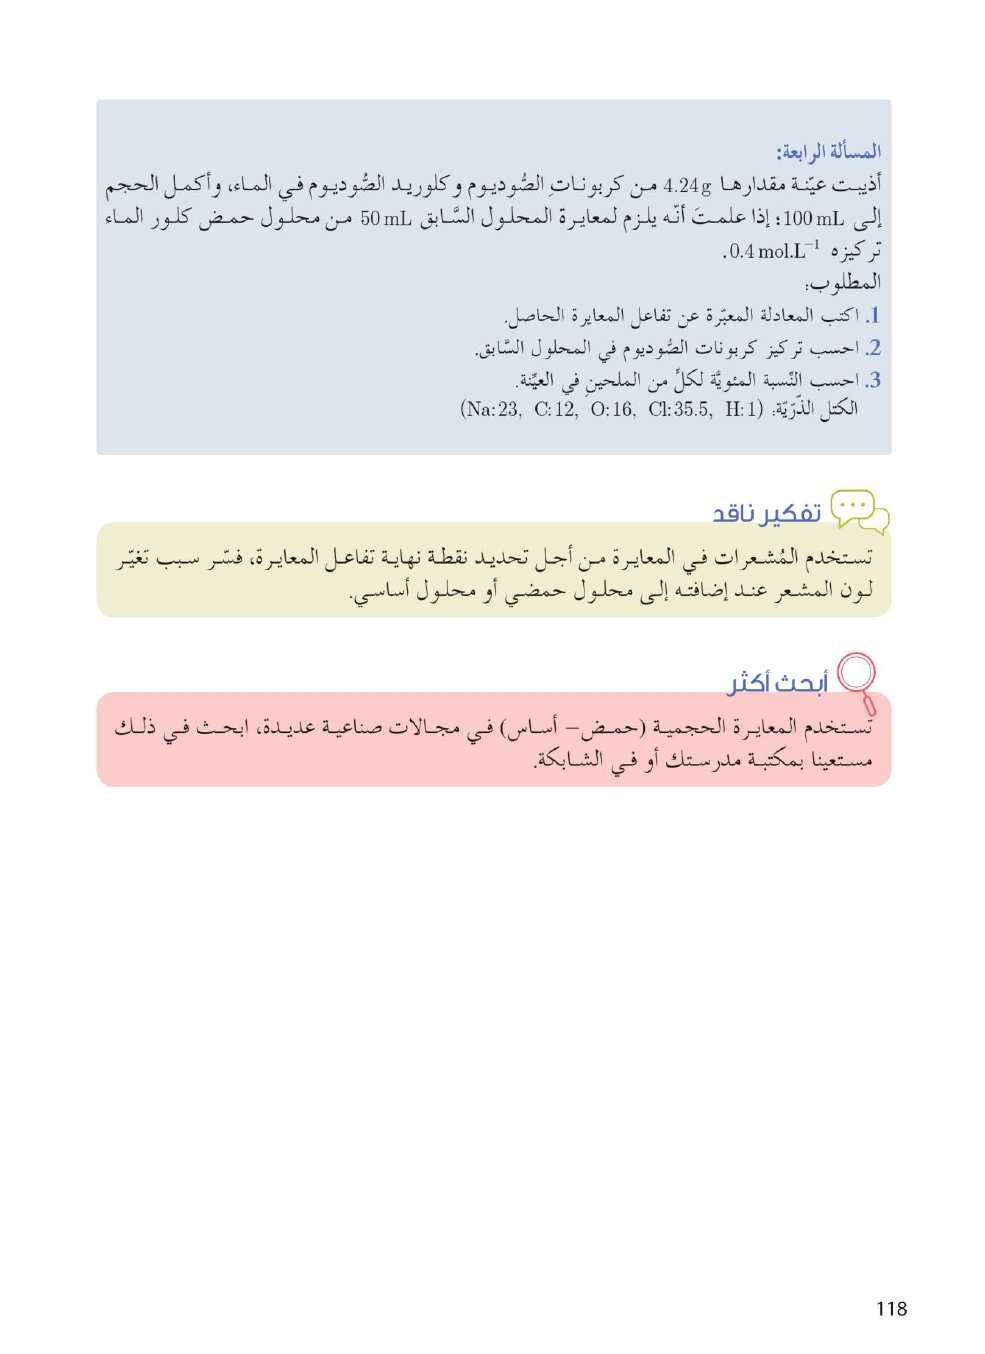 المسألة الرابعة:
أذيبت عيّنة مقدارها 4.24 g من كربونات الصُّوديوم وكلوريد الصُّوديوم في الماء، وأكمل الحجم
إلى 100 mL؛ إذا علمتَ أنّه يلزم لمعايرة المحلول السَّابق 50 mL من محلول حمض كلور الماء
تركيزه 0.4 mol.L⁻¹.
المطلوب:
1. اكتب المعادلة المعبّرة عن تفاعل المعايرة الحاصل.
2. احسب تركيز كربونات الصُّوديوم في المحلول السَّابق.
3. احسب النّسبة المئويَّة لكلِّ من الملحينِ في العيِّنة.
الكتل الذّرّيّة: (Na:23, C:12, O:16, Cl:35.5, H:1)
تفكير ناقد
تستخدم المُشعرات في المعايرة من أجل تحديد نقطة نهاية تفاعل المعايرة، فسّر سبب تغيّر
لون المشعر عند إضافته إلى محلول حمضي أو محلول أساسي.
أبحث أكثر
تستخدم المعايرة الحجمية (حمض– أساس) في مجالات صناعية عديدة، ابحث في ذلك
مستعينا بمكتبة مدرستك أو في الشابكة.
118